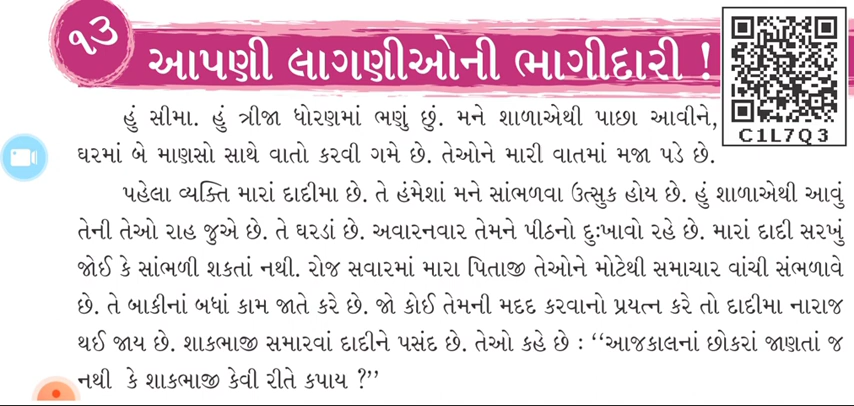 ૧૩
આપણી લાગણીઓની ભાગીદારી !
C1L7Q3
હું સીમા. હું ત્રીજા ધોરણમાં ભણું છું. મને શાળાએથી પાછા આવીને,
ઘરમાં બે માણસો સાથે વાતો કરવી ગમે છે. તેઓને મારી વાતમાં મજા પડે છે.
પહેલા વ્યક્તિ મારાં દાદીમા છે. તે હંમેશાં મને સાંભળવા ઉત્સુક હોય છે. હું શાળાએથી આવું
તેની તેઓ રાહ જુએ છે. તે ઘરડાં છે. અવારનવાર તેમને પીઠનો દુઃખાવો રહે છે. મારાં દાદી સરખું
જોઈ કે સાંભળી શકતાં નથી. રોજ સવારમાં મારા પિતાજી તેઓને મોટેથી સમાચાર વાંચી સંભળાવે
છે. તે બાકીનાં બધાં કામ જાતે કરે છે. જો કોઈ તેમની મદદ કરવાનો પ્રયત્ન કરે તો દાદીમા નારાજ
થઈ જાય છે. શાકભાજી સમારવાં દાદીને પસંદ છે. તેઓ કહે છે : ‘‘આજકાલનાં છોકરાં જાણતાં જ
નથી કે શાકભાજી કેવી રીતે કપાય ?’’